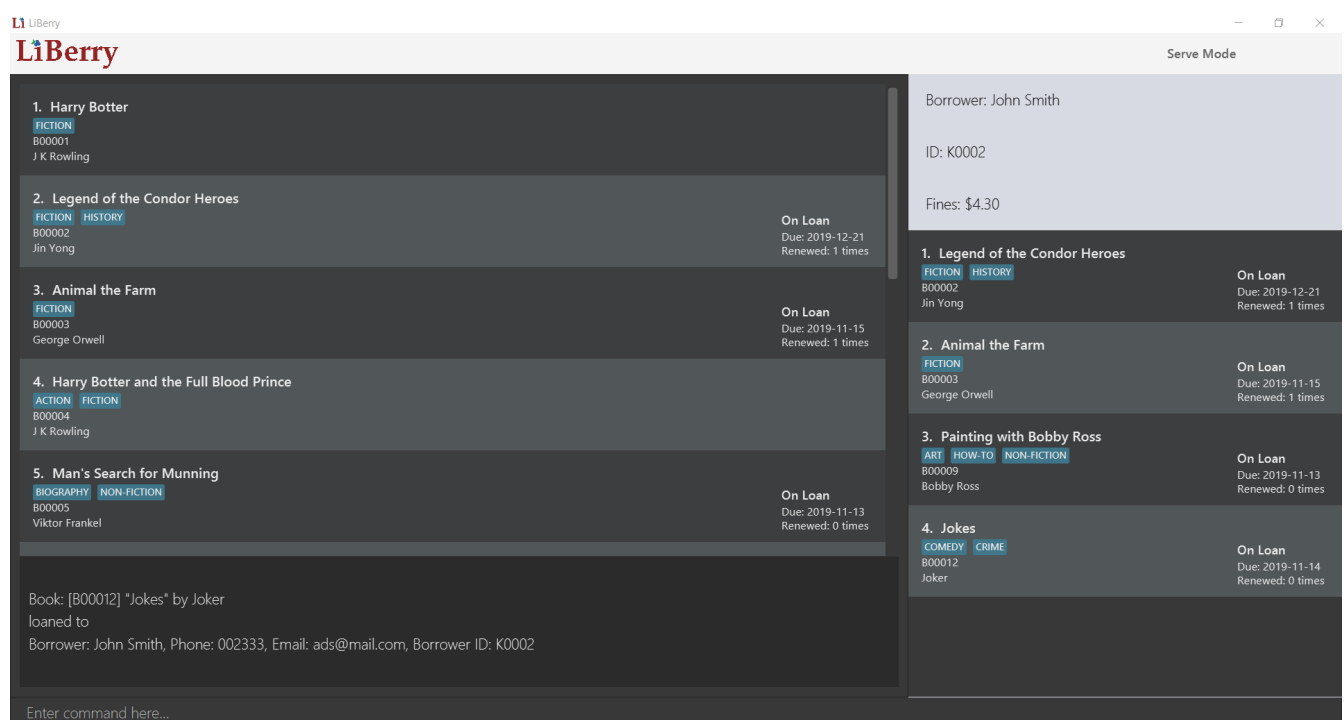 LiBerry
LiBerry
Serve Mode
1. Harry Botter
FICTION
B00001
J K Rowling
2. Legend of the Condor Heroes
FICTION HISTORY
B00002
Jin Yong
On Loan
Due: 2019-12-21
Renewed: 1 times
3. Animal the Farm
FICTION
B00003
George Orwell
On Loan
Due: 2019-11-15
Renewed: 1 times
4. Harry Botter and the Full Blood Prince
ACTION FICTION
B00004
J K Rowling
5. Man's Search for Munning
BIOGRAPHY NON-FICTION
B00005
Viktor Frankel
On Loan
Due: 2019-11-13
Renewed: 0 times
Book: [B00012] "Jokes" by Joker
loaned to
Borrower: John Smith, Phone: 002333, Email: ads@mail.com, Borrower ID: K0002
Enter command here...
Borrower: John Smith
ID: K0002
Fines: $4.30
1. Legend of the Condor Heroes
FICTION HISTORY
B00002
Jin Yong
On Loan
Due: 2019-12-21
Renewed: 1 times
2. Animal the Farm
FICTION
B00003
George Orwell
On Loan
Due: 2019-11-15
Renewed: 1 times
3. Painting with Bobby Ross
ART HOW-TO NON-FICTION
B00009
Bobby Ross
On Loan
Due: 2019-11-13
Renewed: 0 times
4. Jokes
COMEDY CRIME
B00012
Joker
On Loan
Due: 2019-11-14
Renewed: 0 times